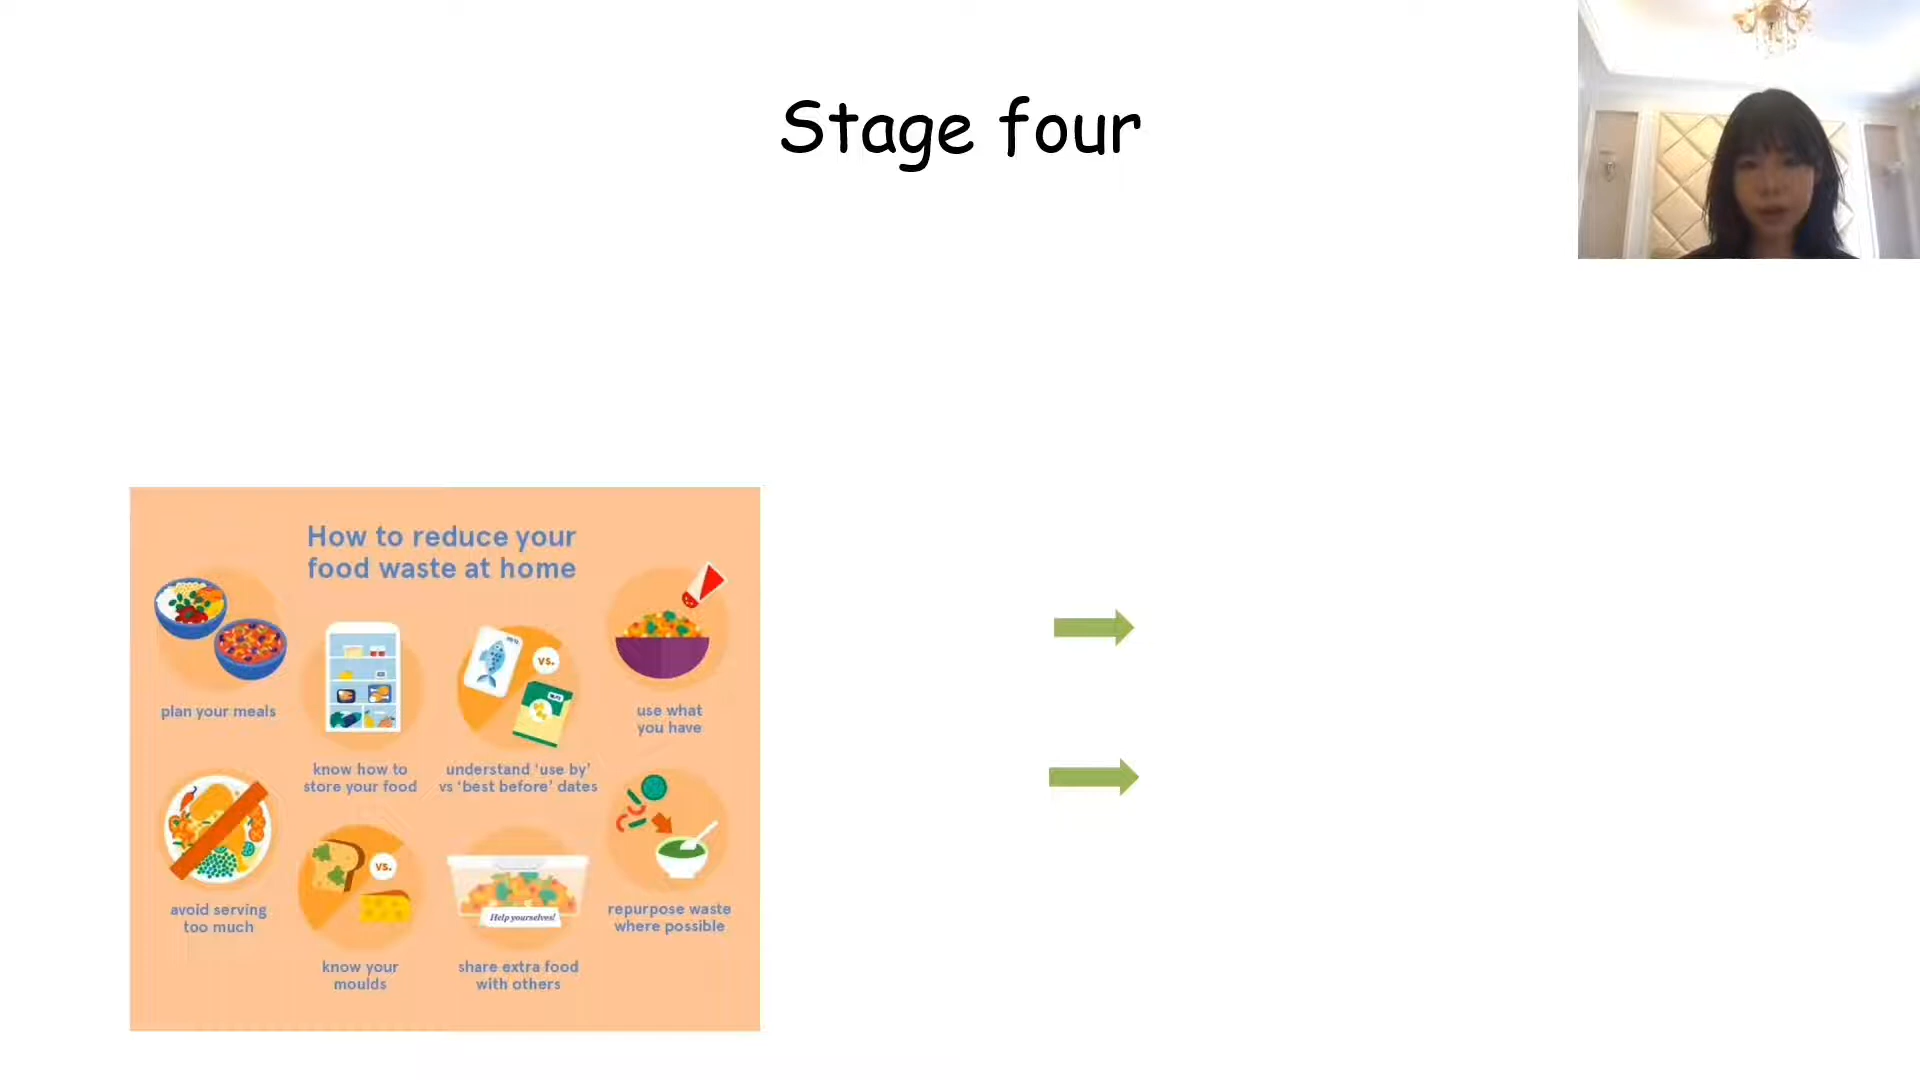 Stage four
How to reduce your
food waste at home
plan your meals
know how to
store your food
vs.
understand ‘use by’
vs ‘best before’ dates
use what
you have
avoid serving
too much
vs.
know your
moulds
Help yourselves!
share extra food
with others
repurpose waste
where possible